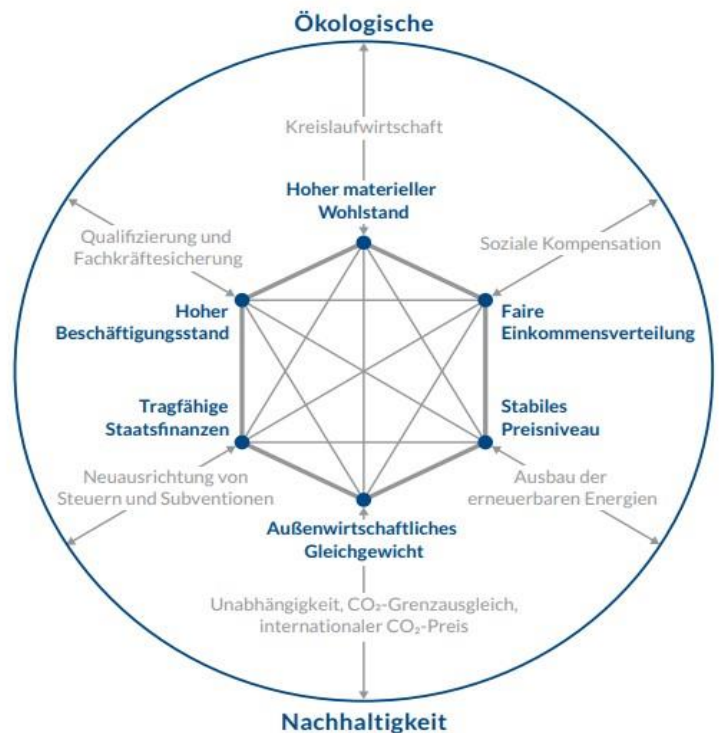 Ökologische
Kreislaufwirtschaft
Hoher materieller
Wohlstand
Qualifizierung und
Fachkräftesicherung
Soziale Kompensation
Hoher
Beschäftigungsstand
Faire
Einkommensverteilung
Tragfähige
Staatsfinanzen
Stabiles
Preisniveau
Neuausrichtung von
Steuern und Subventionen
Ausbau der
erneuerbaren Energien
Außenwirtschaftliches
Gleichgewicht
Unabhängigkeit, CO₂-Grenzausgleich,
internationaler CO₂-Preis
Nachhaltigkeit